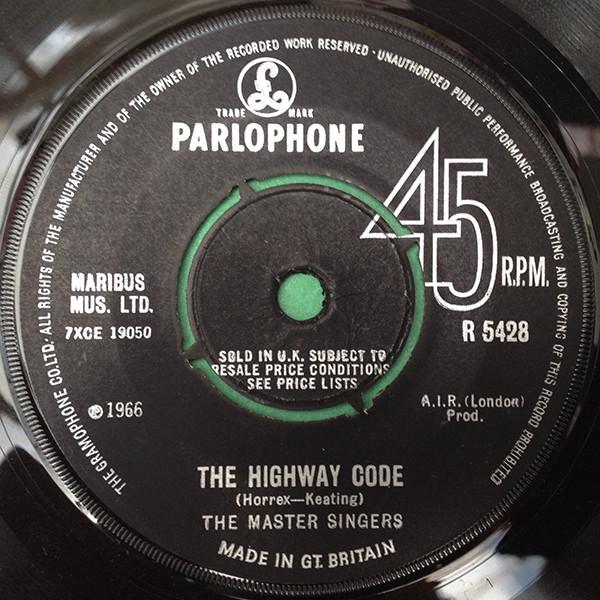 THE GRAMOPHONE CO.LTD. ALL RIGHTS OF THE MANUFACTURER AND OF THE OWNER OF THE RECORDED WORK RESERVED · UNAUTHORISED PUBLIC PERFORMANCE BROADCASTING AND COPYING OF THIS RECORD PROHIBITED
£
TRADE MARK
PARLOPHONE
45
R.P.M.
MARIBUS
MUS. LTD.
7XCE 19050
R 5428
SOLD IN U.K. SUBJECT TO
RESALE PRICE CONDITIONS
SEE PRICE LISTS
℗ 1966
A.I.R. (London)
Prod.
THE HIGHWAY CODE
(Horrex—Keating)
THE MASTER SINGERS
MADE IN GT. BRITAIN